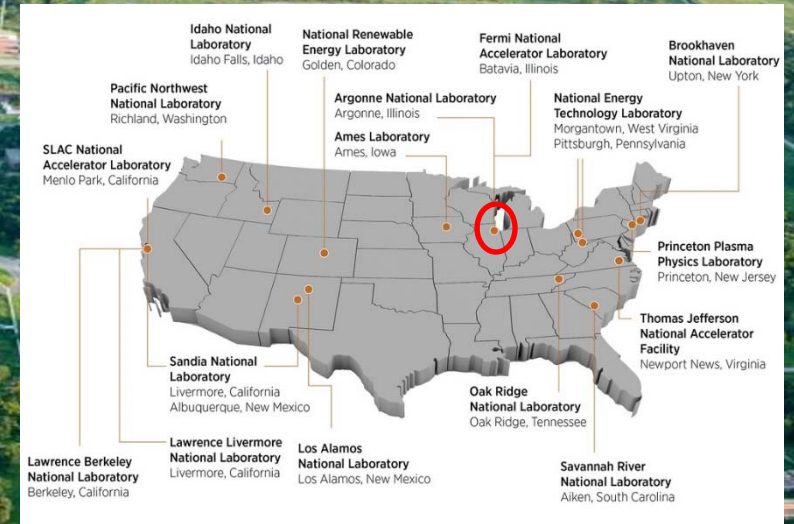 Idaho National
Laboratory
Idaho Falls, Idaho
National Renewable
Energy Laboratory
Golden, Colorado
Fermi National
Accelerator Laboratory
Batavia, Illinois
Brookhaven
National Laboratory
Upton, New York
Pacific Northwest
National Laboratory
Richland, Washington
Argonne National Laboratory
Argonne, Illinois
National Energy
Technology Laboratory
Morgantown, West Virginia
Pittsburgh, Pennsylvania
SLAC National
Accelerator Laboratory
Menlo Park, California
Ames Laboratory
Ames, Iowa
Princeton Plasma
Physics Laboratory
Princeton, New Jersey
Thomas Jefferson
National Accelerator
Facility
Newport News, Virginia
Sandia National
Laboratory
Livermore, California
Albuquerque, New Mexico
Oak Ridge
National Laboratory
Oak Ridge, Tennessee
Lawrence Berkeley
National Laboratory
Berkeley, California
Lawrence Livermore
National Laboratory
Livermore, California
Los Alamos
National Laboratory
Los Alamos, New Mexico
Savannah River
National Laboratory
Aiken, South Carolina